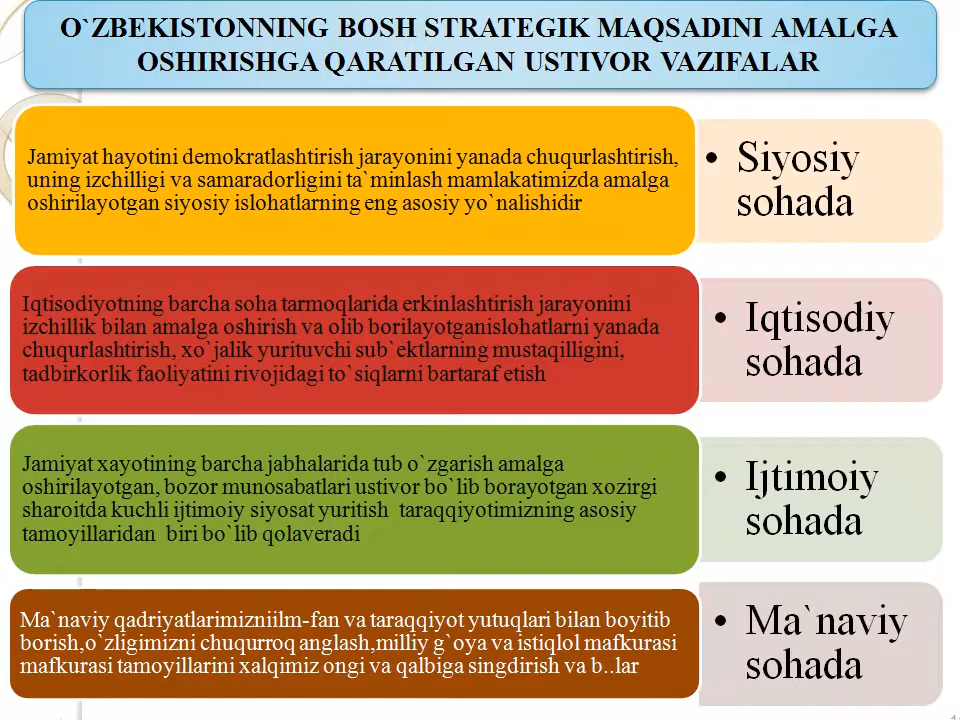 O`ZBEKISTONNING BOSH STRATEGIK MAQSADINI AMALGA
OSHIRISHGA QARATILGAN USTIVOR VAZIFALAR
Jamiyat hayotini demokratlashtirish jarayonini yanada chuqurlashtirish,
uning izchilligi va samaradorligini ta`minlash mamlakatimizda amalga
oshirilayotgan siyosiy islohatlarning eng asosiy yo`nalishidir
• Siyosiy
sohada
Iqtisodiyotning barcha soha tarmoqlarida erkinlashtirish jarayonini
izchillik bilan amalga oshirish va olib borilayotganislohatlarni yanada
chuqurlashtirish, xo`jalik yurituvchi sub`ektlarning mustaqilligini,
tadbirkorlik faoliyatini rivojidagi to`siqlarni bartaraf etish
• Iqtisodiy
sohada
Jamiyat xayotining barcha jabhalarida tub o`zgarish amalga
oshirilayotgan, bozor munosabatlari ustivor bo`lib borayotgan xozirgi
sharoitda kuchli ijtimoiy siyosat yuritish taraqqiyotimizning asosiy
tamoyillaridan biri bo`lib qolaveradi
• Ijtimoiy
sohada
Ma`naviy qadriyatlarimizniilm-fan va taraqqiyot yutuqlari bilan boyitib
borish,o`zligimizni chuqurroq anglash,milliy g`oya va istiqlol mafkurasi
mafkurasi tamoyillarini xalqimiz ongi va qalbiga singdirish va b..lar
• Ma`naviy
sohada